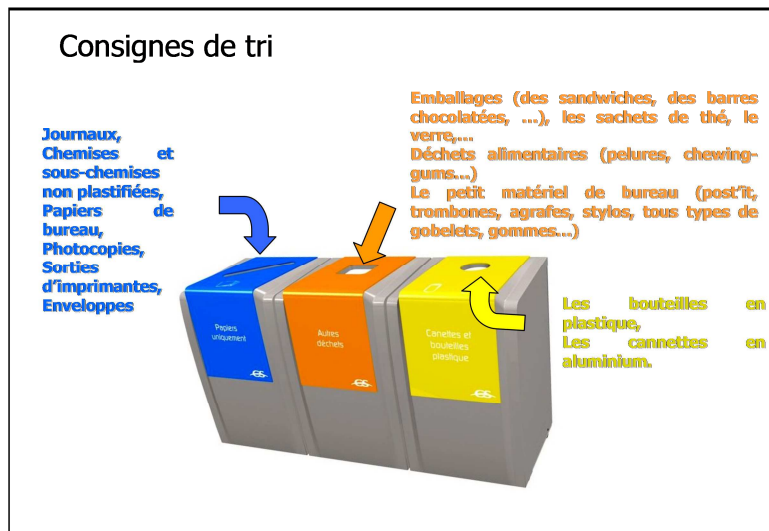 Consignes de tri
Journaux,
Chemises et
sous-chemises
non plastifiées,
Papiers de
bureau,
Photocopies,
Sorties
d'imprimantes,
Enveloppes
Emballages (des sandwiches, des barres
chocolatées, ...), les sachets de thé, le
verre,...
Déchets alimentaires (pelures, chewing-
gums...)
Le petit matériel de bureau (post'it,
trombones, agrafes, stylos, tous types de
gobelets, gommes...)
Les bouteilles en
plastique,
Les cannettes en
aluminium.
Papiers
uniquement
Autres
déchets
Canettes et
bouteilles
plastique